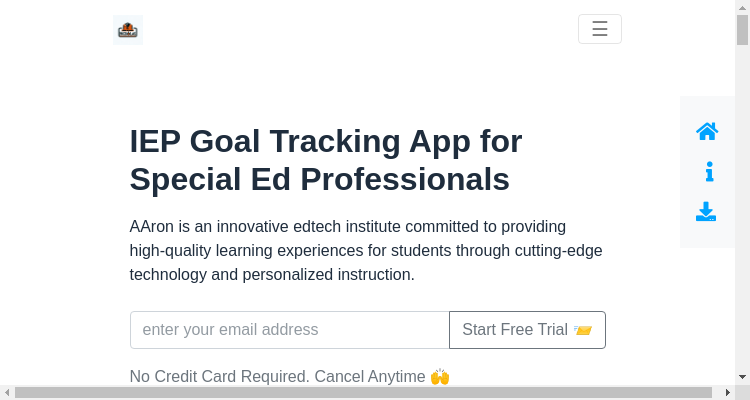 IEP Goal Tracking App for
Special Ed Professionals
AAron is an innovative edtech institute committed to providing
high-quality learning experiences for students through cutting-edge
technology and personalized instruction.
enter your email address
Start Free Trial 📨
No Credit Card Required. Cancel Anytime 🙌